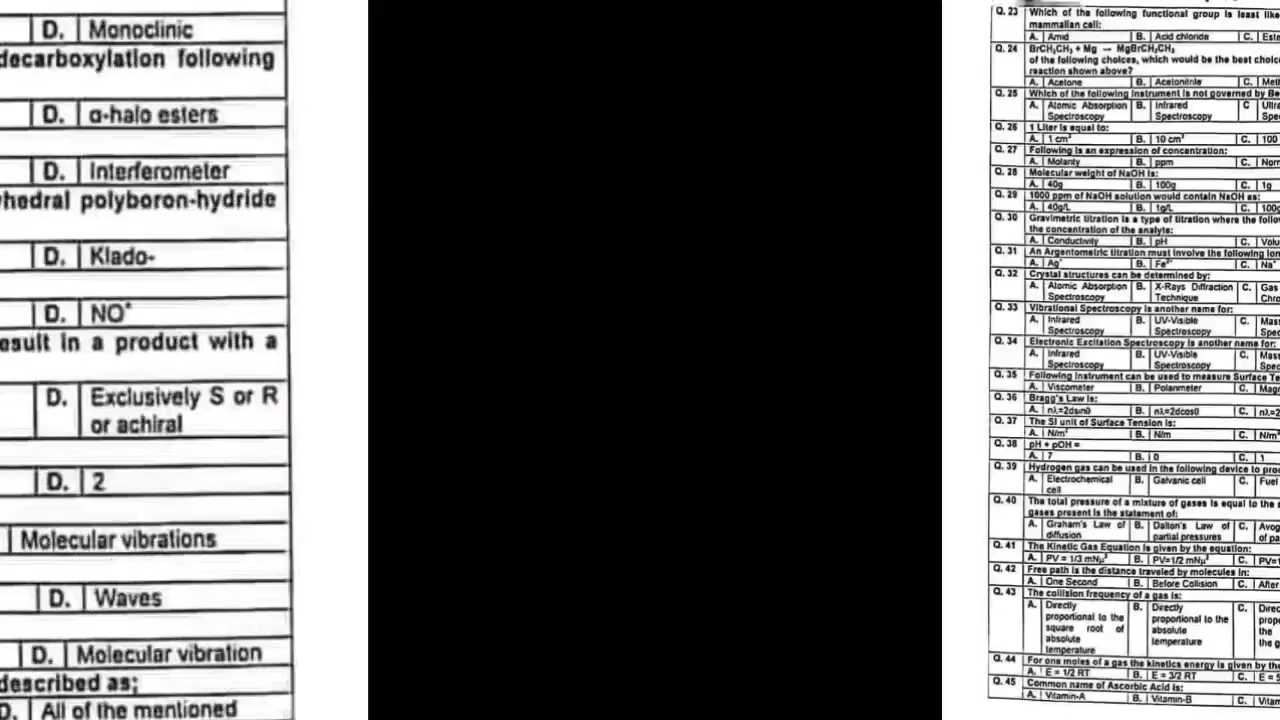 D. Monoclinic
decarboxylation following
D. α-halo esters
D. Interferometer
hedral polyboron-hydride
D. Klado-
D. NO⁺
esult in a product with a
D. Exclusively S or R
or achiral
D. 2
Molecular vibrations
D. Waves
D. Molecular vibration
described as;
D. All of the mentioned
Q. 23 Which of the following functional group is least like
mammalian cell:
A. Amid B. Acid chloride C. Este
Q. 24 BrCH₂CH₃ + Mg → MgBrCH₂CH₃
of the following choices, which would be the best choic
reaction shown above?
A. Acetone B. Acetonitrile C. Met
Q. 25 Which of the following instrument is not governed by Be
A. Atomic Absorption B. Infrared C Ultra
Spectroscopy Spectroscopy Spe
Q. 26 1 Liter is equal to:
A. 1 cm³ B. 10 cm³ C. 100
Q. 27 Following is an expression of concentration:
A. Molarity B. ppm C. Norm
Q. 28 Molecular weight of NaOH is:
A. 40g B. 100g C. 1g
Q. 29 1000 ppm of NaOH solution would contain NaOH as:
A. 40g/L B. 1g/L C. 100g
Q. 30 Gravimetric titration is a type of titration where the follo
the concentration of the analyte:
A. Conductivity B. pH C. Volu
Q. 31 An Argentometric titration must involve the following ion
A. Ag⁺ B. Fe²⁺ C. Na⁺
Q. 32 Crystal structures can be determined by:
A. Atomic Absorption B. X-Rays Diffraction C. Gas
Spectroscopy Technique Chro
Q. 33 Vibrational Spectroscopy is another name for:
A. Infrared B. UV-Visible C. Mass
Spectroscopy Spectroscopy Spec
Q. 34 Electronic Excitation Spectroscopy is another name for:
A. Infrared B. UV-Visible C. Mass
Spectroscopy Spectroscopy Spec
Q. 35 Following instrument can be used to measure Surface Te
A. Viscometer B. Polarimeter C. Magn
Q. 36 Bragg's Law is:
A. nλ=2dsinθ B. nλ=2dcosθ C. nλ=2
Q. 37 The SI unit of Surface Tension is:
A. N/m² B. N/m C. N/m³
Q. 38 pH + pOH =
A. 7 B. 0 C. 1
Q. 39 Hydrogen gas can be used in the following device to pro
A. Electrochemical B. Galvanic cell C. Fuel
cell
Q. 40 The total pressure of a mixture of gases is equal to the s
gases present is the statement of:
A. Graham's Law of B. Dalton's Law of C. Avog
diffusion partial pressures of pa
Q. 41 The Kinetic Gas Equation is given by the equation:
A. PV = 1/3 mNμ² B. PV=1/2 mNμ² C. PV=1
Q. 42 Free path is the distance traveled by molecules in:
A. One Second B. Before Collision C. After
Q. 43 The collision frequency of a gas is:
A. Directly B. Directly C. Direc
proportional to the proportional to the propo
square root of absolute the
absolute temperature the g
temperature
Q. 44 For one moles of a gas the kinetics energy is given by the
A. E = 1/2 RT B. E = 3/2 RT C. E = 5
Q. 45 Common name of Ascorbic Acid is:
A. Vitamin-A B. Vitamin-B C. Vitam